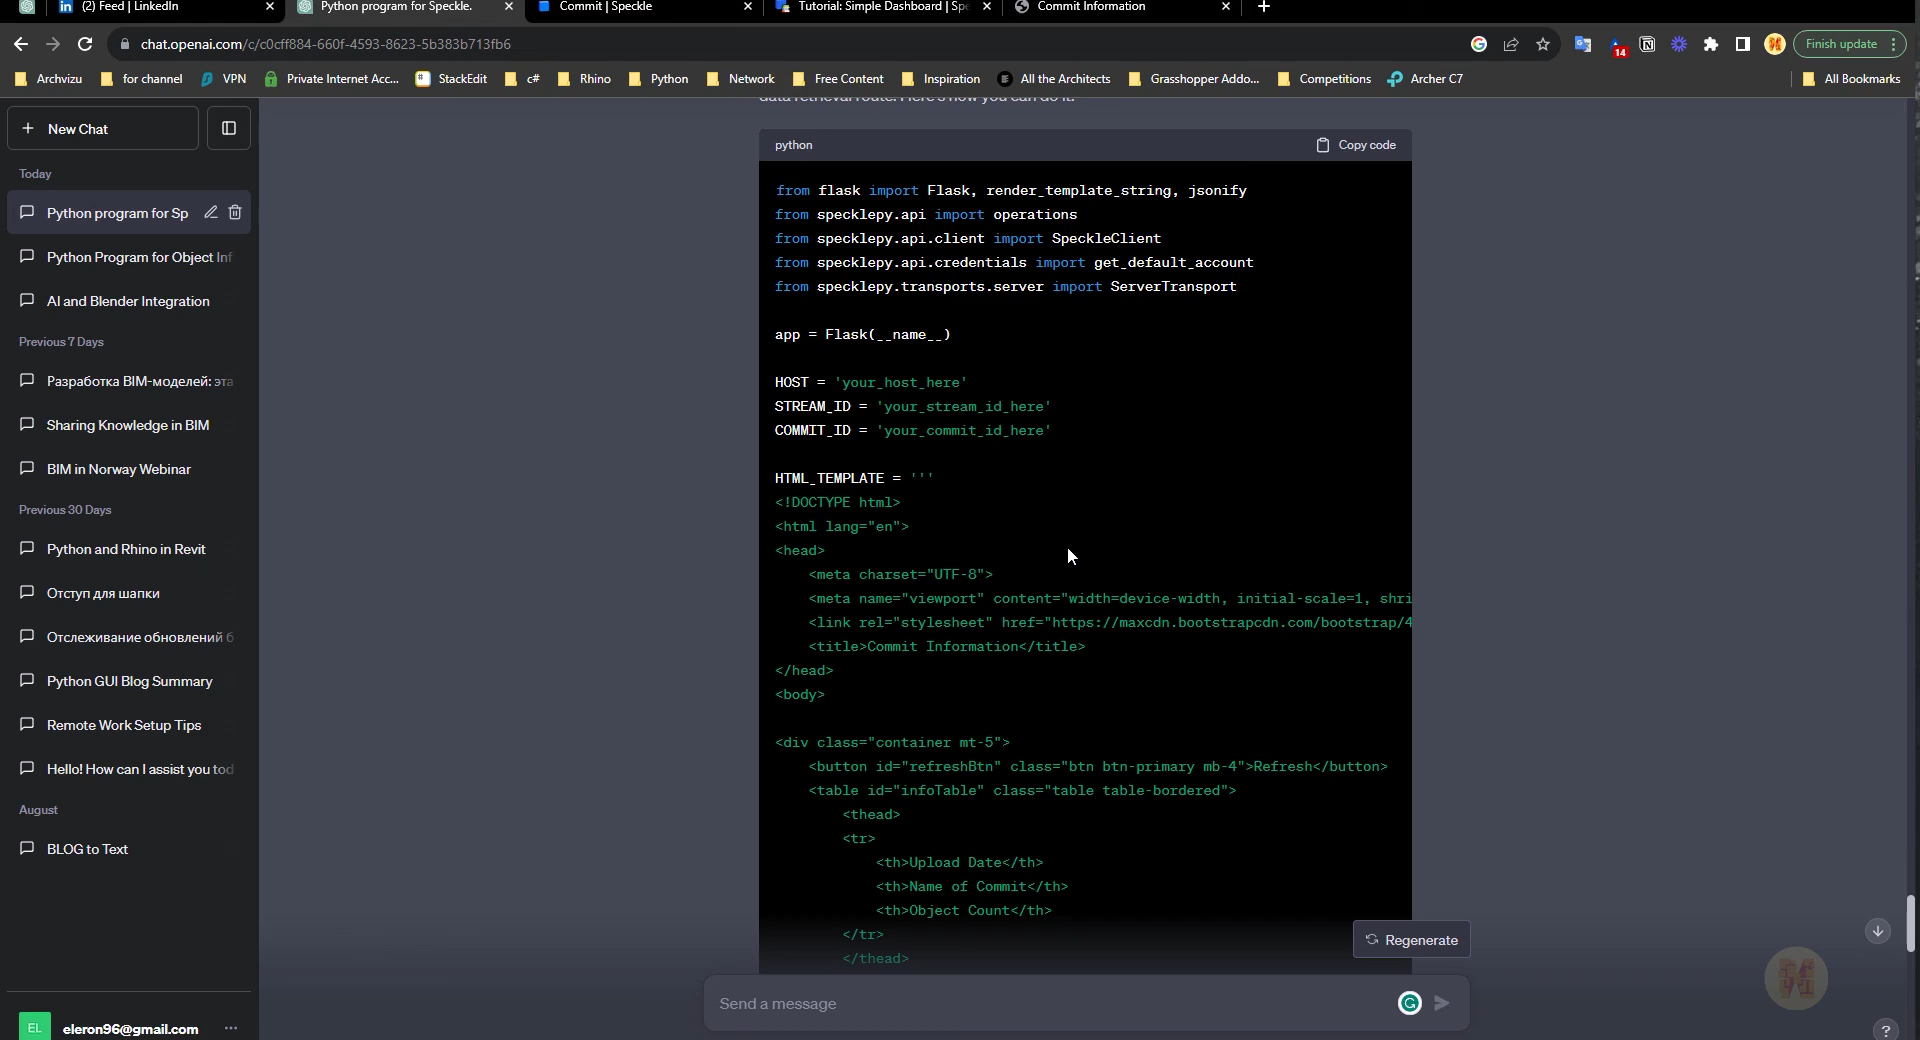 (2) Feed | LinkedIn
Python program for Speckle.
Commit | Speckle
Tutorial: Simple Dashboard | Spe
Commit Information
chat.openai.com/c/c0cff884-660f-4593-8623-5b383b713fb6
14
Finish update
Archvizu
for channel
VPN
Private Internet Acc...
StackEdit
c#
Rhino
Python
Network
Free Content
Inspiration
All the Architects
Grasshopper Addo...
Competitions
Archer C7
All Bookmarks
New Chat
Today
Python program for Sp
Python Program for Object Inf
AI and Blender Integration
Previous 7 Days
Разработка BIM-моделей: эта
Sharing Knowledge in BIM
BIM in Norway Webinar
Previous 30 Days
Python and Rhino in Revit
Отступ для шапки
Отслеживание обновлений б
Python GUI Blog Summary
Remote Work Setup Tips
Hello! How can I assist you tod
August
BLOG to Text
EL
eleron96@gmail.com
data retrieval route. Here's how you can do it:
python
Copy code
from flask import Flask, render_template_string, jsonify
from specklepy.api import operations
from specklepy.api.client import SpeckleClient
from specklepy.api.credentials import get_default_account
from specklepy.transports.server import ServerTransport
app = Flask(__name__)
HOST = 'your_host_here'
STREAM_ID = 'your_stream_id_here'
COMMIT_ID = 'your_commit_id_here'
HTML_TEMPLATE = '''
<!DOCTYPE html>
<html lang="en">
<head>
<meta charset="UTF-8">
<meta name="viewport" content="width=device-width, initial-scale=1, shri
<link rel="stylesheet" href="https://maxcdn.bootstrapcdn.com/bootstrap/4
<title>Commit Information</title>
</head>
<body>
<div class="container mt-5">
<button id="refreshBtn" class="btn btn-primary mb-4">Refresh</button>
<table id="infoTable" class="table table-bordered">
<thead>
<tr>
<th>Upload Date</th>
<th>Name of Commit</th>
<th>Object Count</th>
</tr>
</thead>
Regenerate
Send a message
?